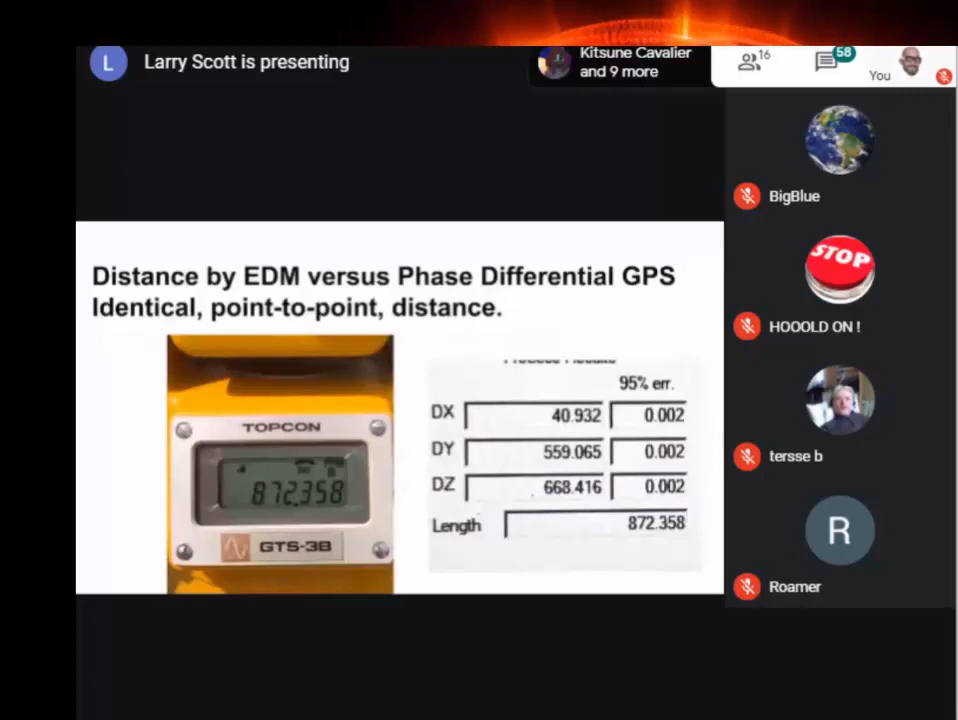 L
Larry Scott is presenting
Kitsune Cavalier
and 9 more
16
58
You
BigBlue
STOP
HOOOLD ON !
tersse b
R
Roamer
Distance by EDM versus Phase Differential GPS
Identical, point-to-point, distance.
TOPCON
872.358
GTS-3B
95% err.
DX 40.932 0.002
DY 559.065 0.002
DZ 668.416 0.002
Length 872.358